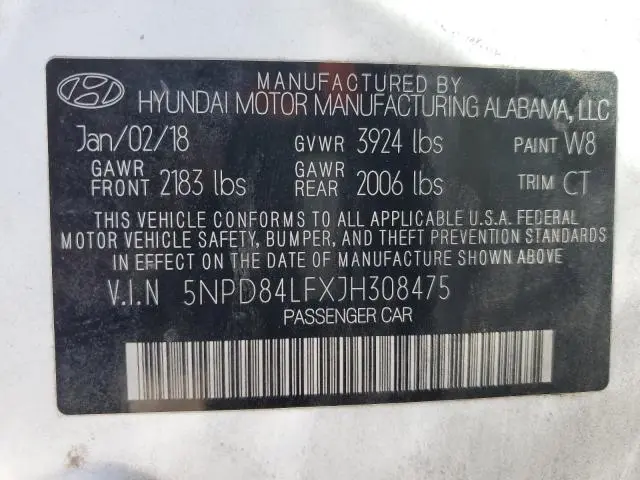 MANUFACTURED BY
HYUNDAI MOTOR MANUFACTURING ALABAMA, LLC
Jan/02/18 GVWR 3924 lbs PAINT W8
GAWR FRONT 2183 lbs GAWR REAR 2006 lbs TRIM CT
THIS VEHICLE CONFORMS TO ALL APPLICABLE U.S.A. FEDERAL
MOTOR VEHICLE SAFETY, BUMPER, AND THEFT PREVENTION STANDARDS
IN EFFECT ON THE DATE OF MANUFACTURE SHOWN ABOVE.
V.I.N 5NPD84LFXJH308475
PASSENGER CAR